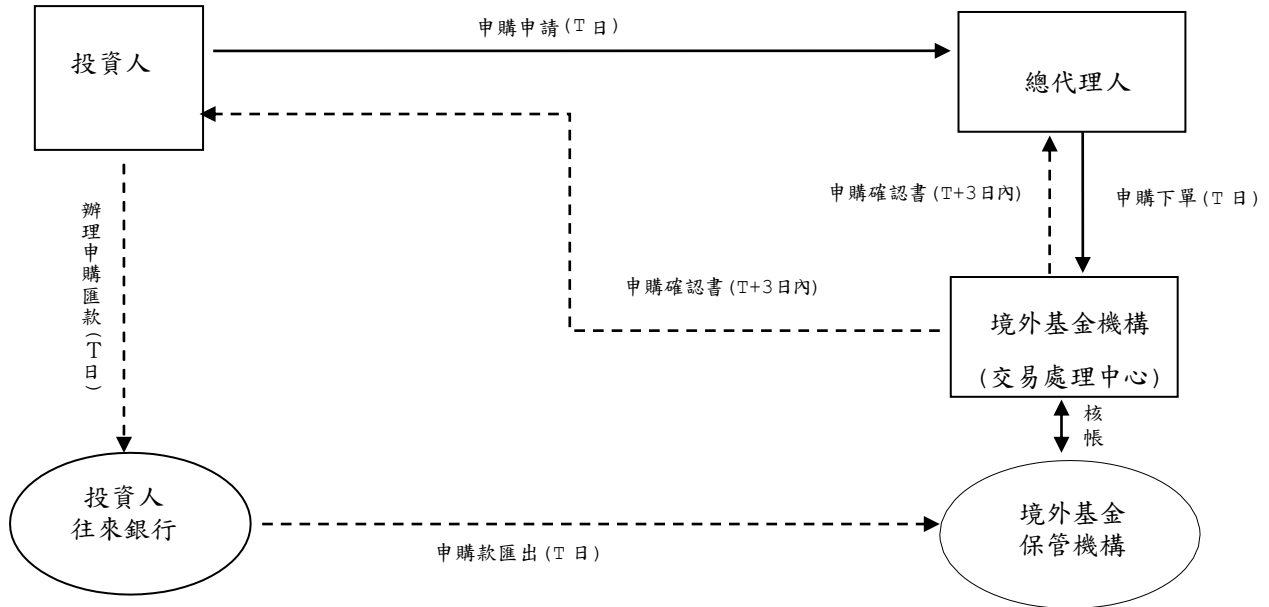 申購申請(T日)
投資人
總代理人
申購確認書(T+3日內)
申購下單(T日)
辦理申購匯款(T日)
申購確認書(T+3日內)
境外基金機構
(交易處理中心)
核帳
投資人
往來銀行
境外基金
保管機構
申購款匯出(T日)